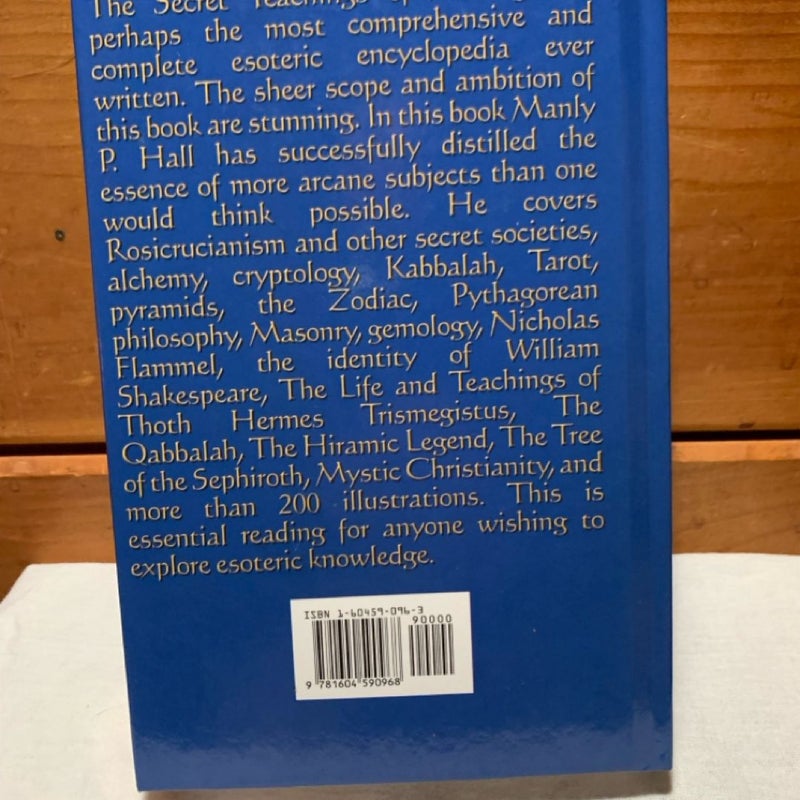 The Secret Teachings
perhaps the most comprehensive and
complete esoteric encyclopedia ever
written. The sheer scope and ambition of
this book are stunning. In this book Manly
P. Hall has successfully distilled the
essence of more arcane subjects than one
would think possible. He covers
Rosicrucianism and other secret societies,
alchemy, cryptology, Kabbalah, Tarot,
pyramids, the Zodiac, Pythagorean
philosophy, Masonry, gemology, Nicholas
Flammel, the identity of William
Shakespeare, The Life and Teachings of
Thoth Hermes Trismegistus, The
Qabbalah, The Hiramic Legend, The Tree
of the Sephiroth, Mystic Christianity, and
more than 200 illustrations. This is
essential reading for anyone wishing to
explore esoteric knowledge.
ISBN 1-60459-096-3
90000
9 781604 590968